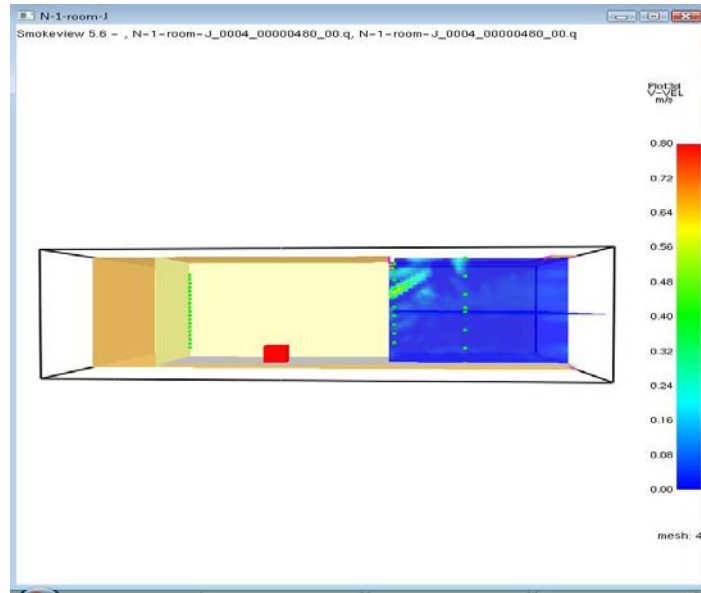 N-1-room-J
Smokeview 5.6 - , N-1-room-J_0004_00000480_00.q, N-1-room-J_0004_00000480_00.q
Plot3d
V-VEL
m/s
0.80
0.72
0.64
0.56
0.48
0.40
0.32
0.24
0.16
0.08
0.00
mesh: 4